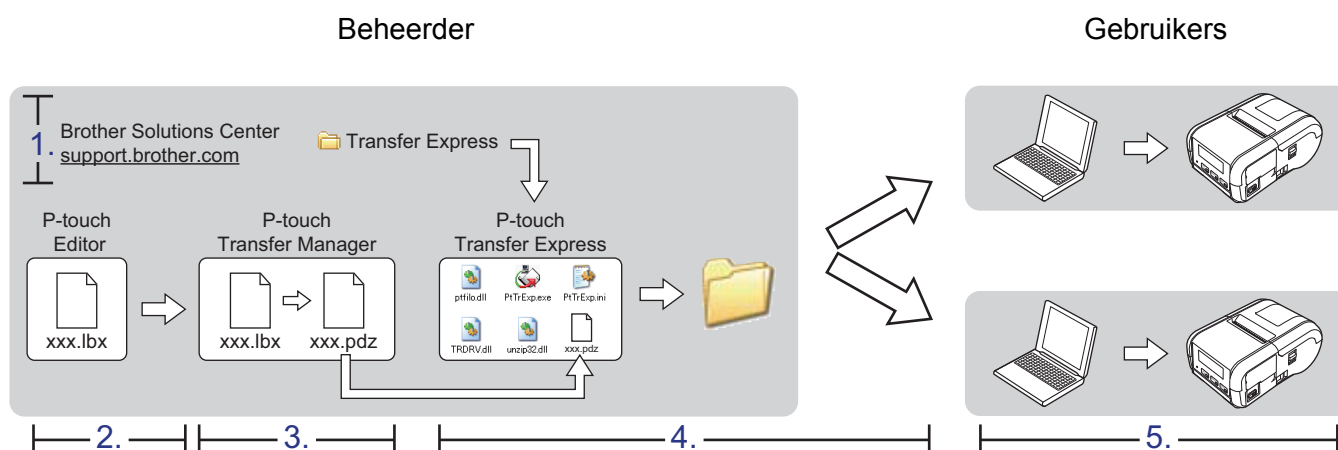 Beheerder
Gebruikers
1.
Brother Solutions Center
support.brother.com
Transfer Express
P-touch
Editor
xxx.lbx
P-touch
Transfer Manager
xxx.lbx
xxx.pdz
P-touch
Transfer Express
ptfilo.dll
PtTrExp.exe
PtTrExp.ini
TRDRV.dll
unzip32.dll
xxx.pdz
2.
3.
4.
5.